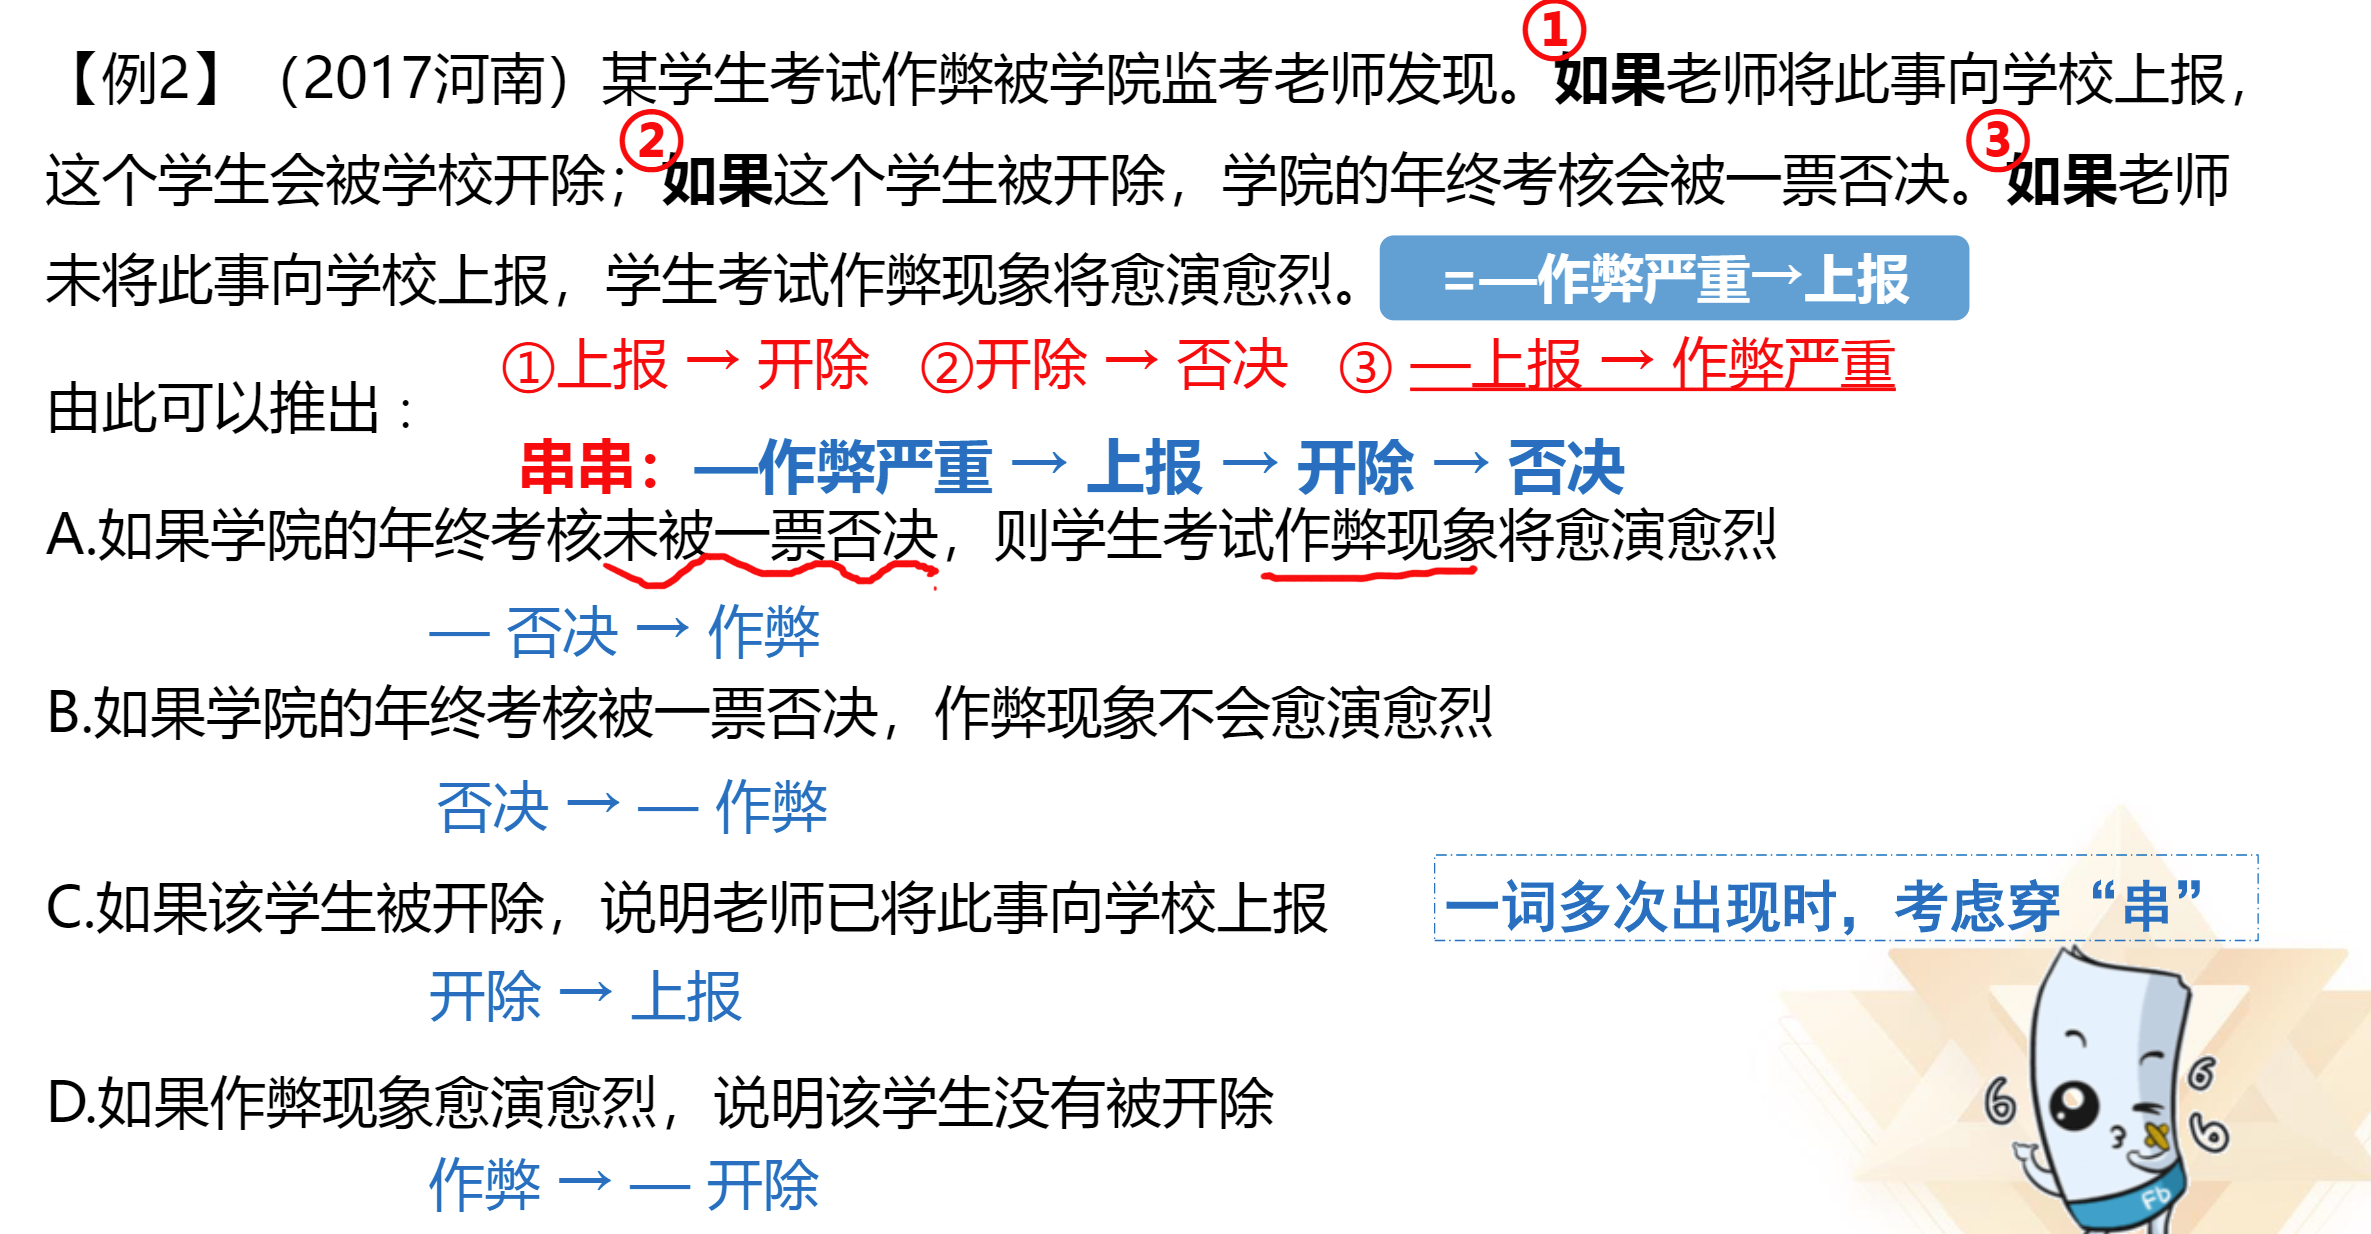 ①
【例2】（2017河南）某学生考试作弊被学院监考老师发现。如果老师将此事向学校上报，
② ③
这个学生会被学校开除；如果这个学生被开除，学院的年终考核会被一票否决。如果老师
未将此事向学校上报，学生考试作弊现象将愈演愈烈。 =—作弊严重→上报
①上报 → 开除 ②开除 → 否决 ③ —上报 → 作弊严重
由此可以推出：
串串：—作弊严重 → 上报 → 开除 → 否决
A.如果学院的年终考核未被一票否决，则学生考试作弊现象将愈演愈烈
— 否决 → 作弊
B.如果学院的年终考核被一票否决，作弊现象不会愈演愈烈
否决 → — 作弊
C.如果该学生被开除，说明老师已将此事向学校上报
一词多次出现时，考虑穿“串”
开除 → 上报
D.如果作弊现象愈演愈烈，说明该学生没有被开除
作弊 → — 开除
6 6 6
3
Fb